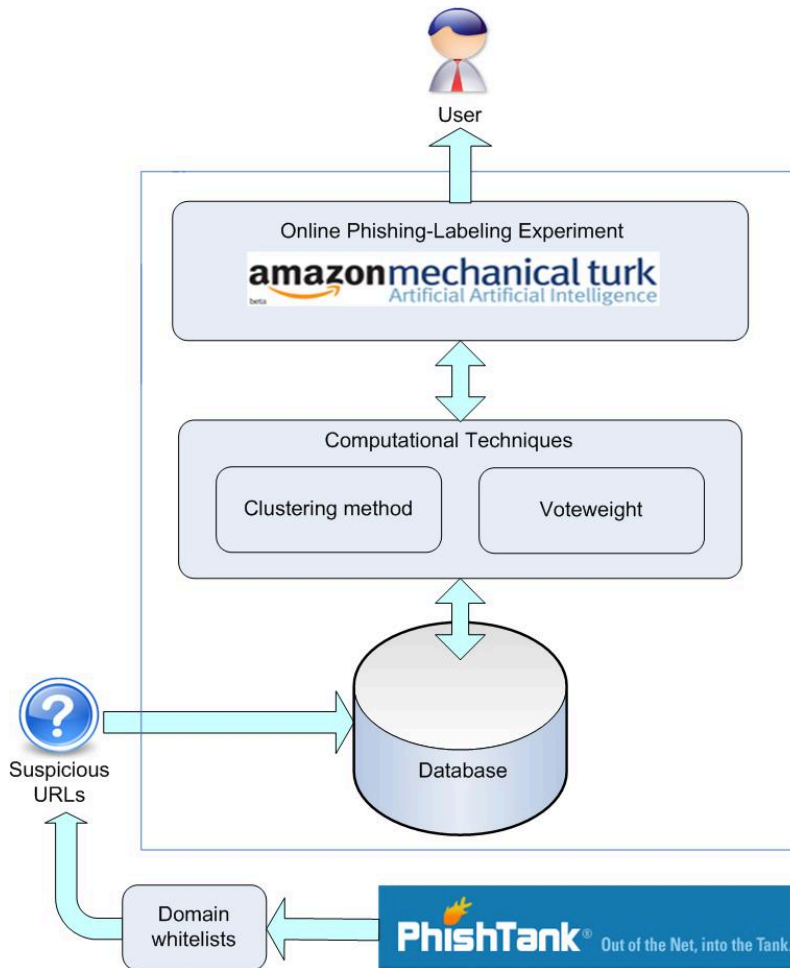 User
Online Phishing-Labeling Experiment
amazonmechanical turk
beta
Artificial Artificial Intelligence
Computational Techniques
Clustering method
Voteweight
Suspicious
URLs
Database
Domain
whitelists
PhishTank® Out of the Net, into the Tank.